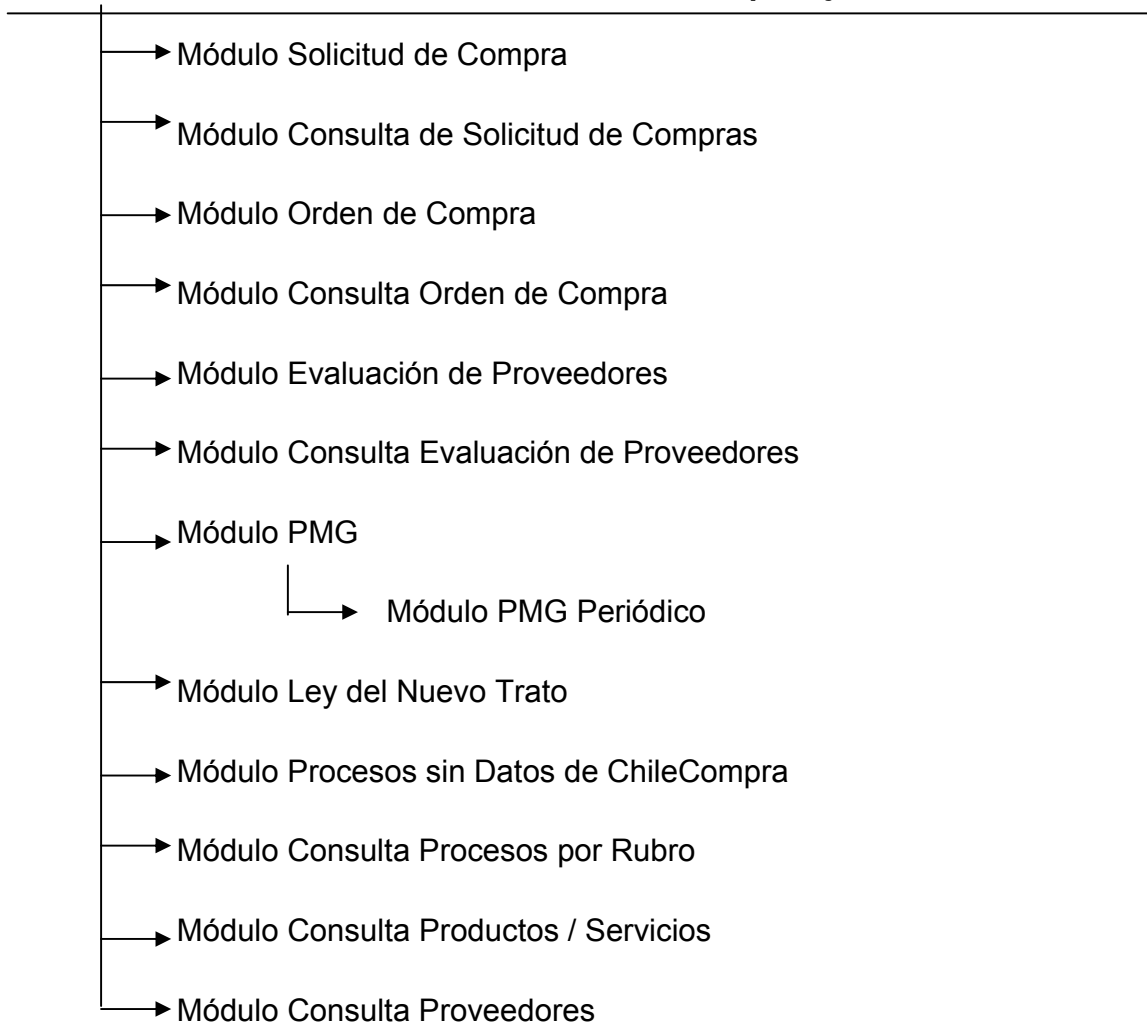 Módulo Solicitud de Compra
Módulo Consulta de Solicitud de Compras
Módulo Orden de Compra
Módulo Consulta Orden de Compra
Módulo Evaluación de Proveedores
Módulo Consulta Evaluación de Proveedores
Módulo PMG
Módulo PMG Periódico
Módulo Ley del Nuevo Trato
Módulo Procesos sin Datos de ChileCompra
Módulo Consulta Procesos por Rubro
Módulo Consulta Productos / Servicios
Módulo Consulta Proveedores